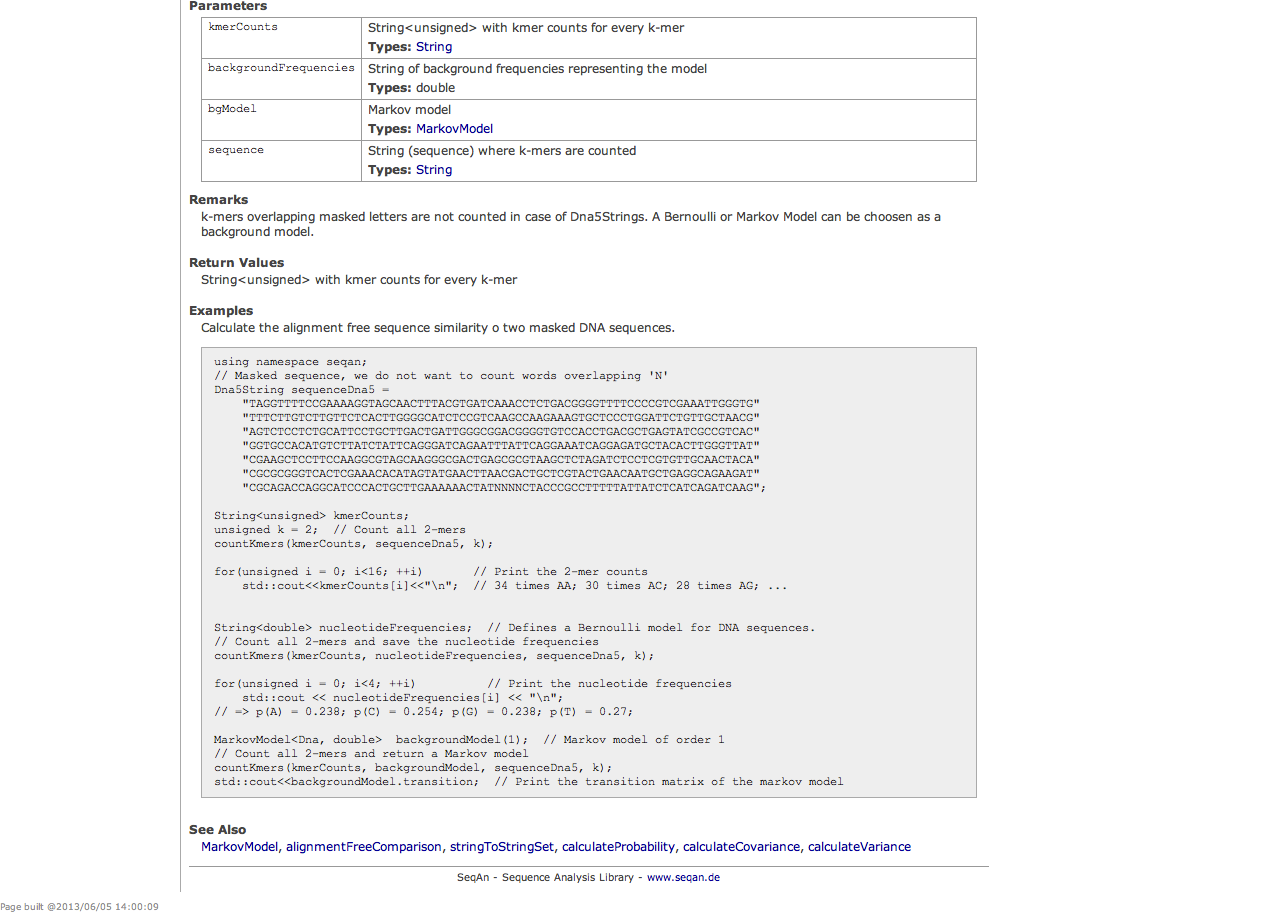 Parameters
kmerCounts String<unsigned> with kmer counts for every k-mer
Types: String
backgroundFrequencies String of background frequencies representing the model
Types: double
bgModel Markov model
Types: MarkovModel
sequence String (sequence) where k-mers are counted
Types: String
Remarks
k-mers overlapping masked letters are not counted in case of Dna5Strings. A Bernoulli or Markov Model can be choosen as a
background model.
Return Values
String<unsigned> with kmer counts for every k-mer
Examples
Calculate the alignment free sequence similarity o two masked DNA sequences.
using namespace seqan;
// Masked sequence, we do not want to count words overlapping 'N'
Dna5String sequenceDna5 =
"TAGGTTTTCCGAAAAGGTAGCAACTTTACGTGATCAAACCTCTGACGGGGTTTTCCCCGTCGAAATTGGGTG"
"TTTCTTGTCTTGTTCTCACTTGGGGCATCTCCGTCAAGCCAAGAAAGTGCTCCCTGGATTCTGTTGCTAACG"
"AGTCTCCTCTGCATTCCTGCTTGACTGATTGGGCGGACGGGGTGTCCACCTGACGCTGAGTATCGCCGTCAC"
"GGTGCCACATGTCTTATCTATTCAGGGATCAGAATTTATTCAGGAAATCAGGAGATGCTACACTTGGGTTAT"
"CGAAGCTCCTTCCAAGGCGTAGCAAGGGCGACTGAGCGCGTAAGCTCTAGATCTCCTCGTGTTGCAACTACA"
"CGCGCGGGTCACTCGAAACACATAGTATGAACTTAACGACTGCTCGTACTGAACAATGCTGAGGCAGAAGAT"
"CGCAGACCAGGCATCCCACTGCTTGAAAAAACTATNNNNCTACCCGCCTTTTTATTATCTCATCAGATCAAG";
String<unsigned> kmerCounts;
unsigned k = 2;  // Count all 2-mers
countKmers(kmerCounts, sequenceDna5, k);
for(unsigned i = 0; i<16; ++i)       // Print the 2-mer counts
std::cout<<kmerCounts[i]<<"\n";  // 34 times AA; 30 times AC; 28 times AG; ...
String<double> nucleotideFrequencies;  // Defines a Bernoulli model for DNA sequences.
// Count all 2-mers and save the nucleotide frequencies
countKmers(kmerCounts, nucleotideFrequencies, sequenceDna5, k);
for(unsigned i = 0; i<4; ++i)          // Print the nucleotide frequencies
std::cout << nucleotideFrequencies[i] << "\n";
// => p(A) = 0.238; p(C) = 0.254; p(G) = 0.238; p(T) = 0.27;
MarkovModel<Dna, double>  backgroundModel(1);  // Markov model of order 1
// Count all 2-mers and return a Markov model
countKmers(kmerCounts, backgroundModel, sequenceDna5, k);
std::cout<<backgroundModel.transition;  // Print the transition matrix of the markov model
See Also
MarkovModel, alignmentFreeComparison, stringToStringSet, calculateProbability, calculateCovariance, calculateVariance
SeqAn - Sequence Analysis Library - www.seqan.de
Page built @2013/06/05 14:00:09